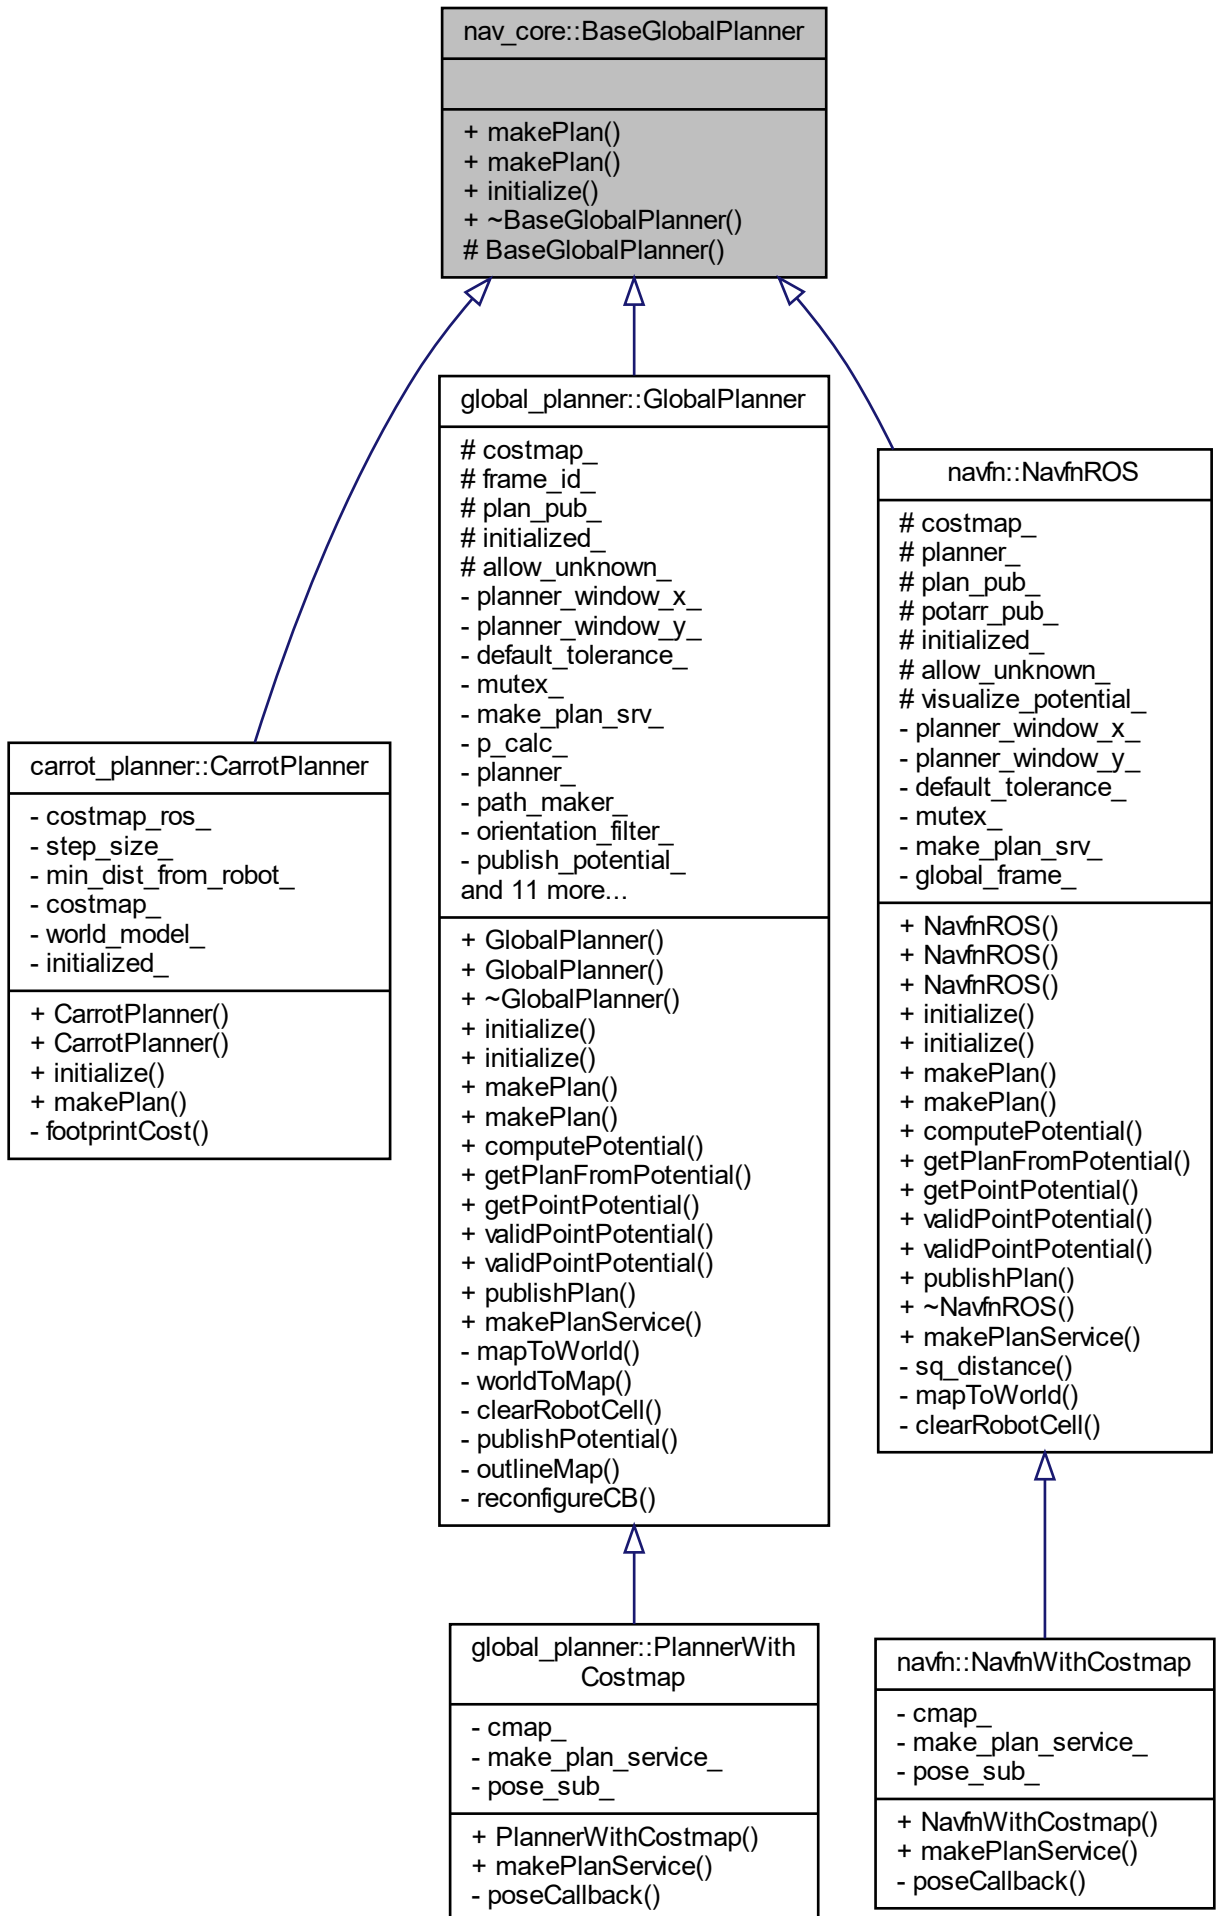 nav_core::BaseGlobalPlanner
+ makePlan()
+ makePlan()
+ initialize()
+ ~BaseGlobalPlanner()
# BaseGlobalPlanner()
carrot_planner::CarrotPlanner
- costmap_ros_
- step_size_
- min_dist_from_robot_
- costmap_
- world_model_
- initialized_
+ CarrotPlanner()
+ CarrotPlanner()
+ initialize()
+ makePlan()
- footprintCost()
global_planner::GlobalPlanner
# costmap_
# frame_id_
# plan_pub_
# initialized_
# allow_unknown_
- planner_window_x_
- planner_window_y_
- default_tolerance_
- mutex_
- make_plan_srv_
- p_calc_
- planner_
- path_maker_
- orientation_filter_
- publish_potential_
and 11 more...
+ GlobalPlanner()
+ GlobalPlanner()
+ ~GlobalPlanner()
+ initialize()
+ initialize()
+ makePlan()
+ makePlan()
+ computePotential()
+ getPlanFromPotential()
+ getPointPotential()
+ validPointPotential()
+ validPointPotential()
+ publishPlan()
+ makePlanService()
- mapToWorld()
- worldToMap()
- clearRobotCell()
- publishPotential()
- outlineMap()
- reconfigureCB()
navfn::NavfnROS
# costmap_
# planner_
# plan_pub_
# potarr_pub_
# initialized_
# allow_unknown_
# visualize_potential_
- planner_window_x_
- planner_window_y_
- default_tolerance_
- mutex_
- make_plan_srv_
- global_frame_
+ NavfnROS()
+ NavfnROS()
+ NavfnROS()
+ initialize()
+ initialize()
+ makePlan()
+ makePlan()
+ computePotential()
+ getPlanFromPotential()
+ getPointPotential()
+ validPointPotential()
+ validPointPotential()
+ publishPlan()
+ ~NavfnROS()
+ makePlanService()
- sq_distance()
- mapToWorld()
- clearRobotCell()
global_planner::PlannerWith
Costmap
- cmap_
- make_plan_service_
- pose_sub_
+ PlannerWithCostmap()
+ makePlanService()
- poseCallback()
navfn::NavfnWithCostmap
- cmap_
- make_plan_service_
- pose_sub_
+ NavfnWithCostmap()
+ makePlanService()
- poseCallback()